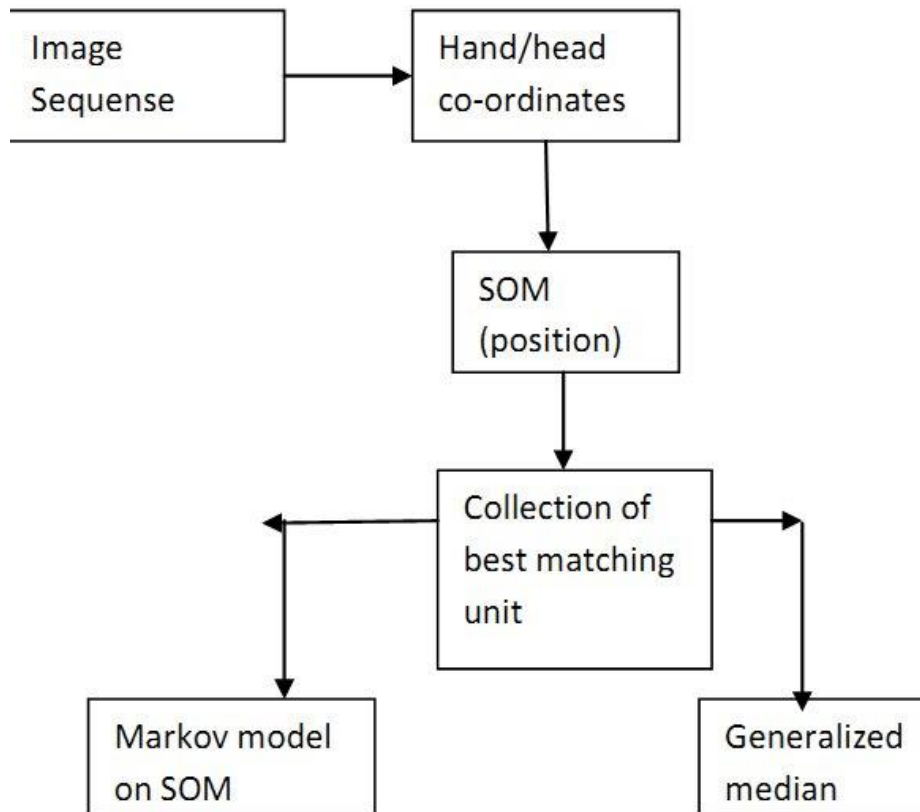 Image
Sequense
Hand/head
co-ordinates
SOM
(position)
Collection of
best matching
unit
Markov model
on SOM
Generalized
median